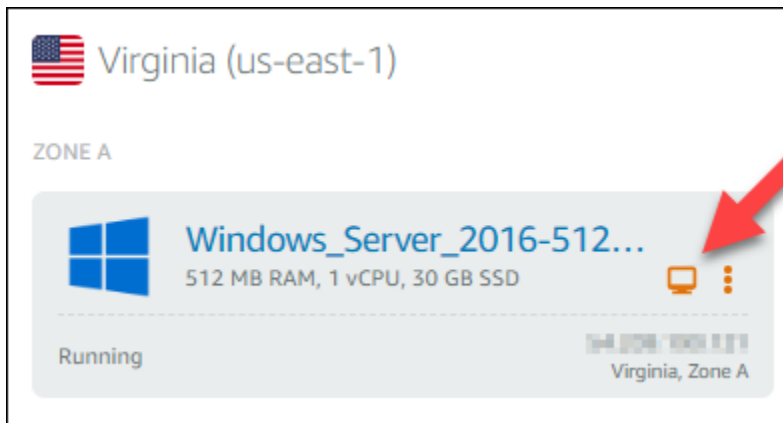 Virginia (us-east-1)
ZONE A
Windows_Server_2016-512...
512 MB RAM, 1 vCPU, 30 GB SSD
Running
Virginia, Zone A